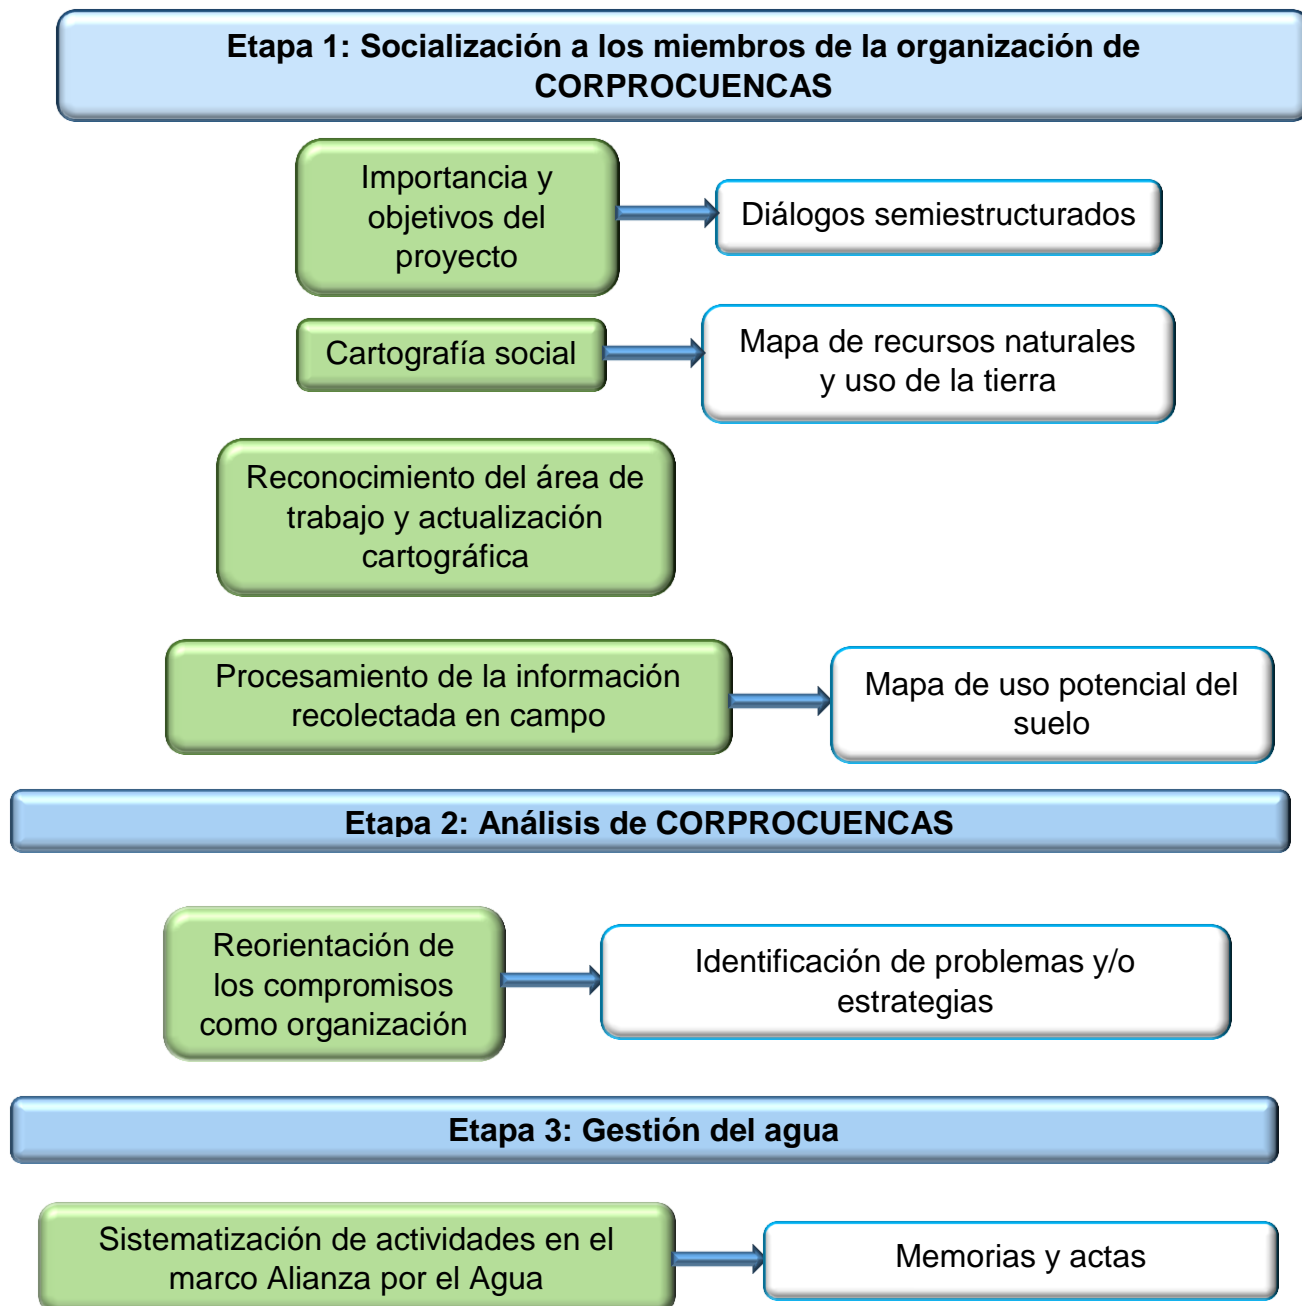 Etapa 1: Socialización a los miembros de la organización de
CORPROCUENCAS
Importancia y
objetivos del
proyecto
Diálogos semiestructurados
Cartografía social
Mapa de recursos naturales
y uso de la tierra
Reconocimiento del área de
trabajo y actualización
cartográfica
Procesamiento de la información
recolectada en campo
Mapa de uso potencial del
suelo
Etapa 2: Análisis de CORPROCUENCAS
Reorientación de
los compromisos
como organización
Identificación de problemas y/o
estrategias
Etapa 3: Gestión del agua
Sistematización de actividades en el
marco Alianza por el Agua
Memorias y actas